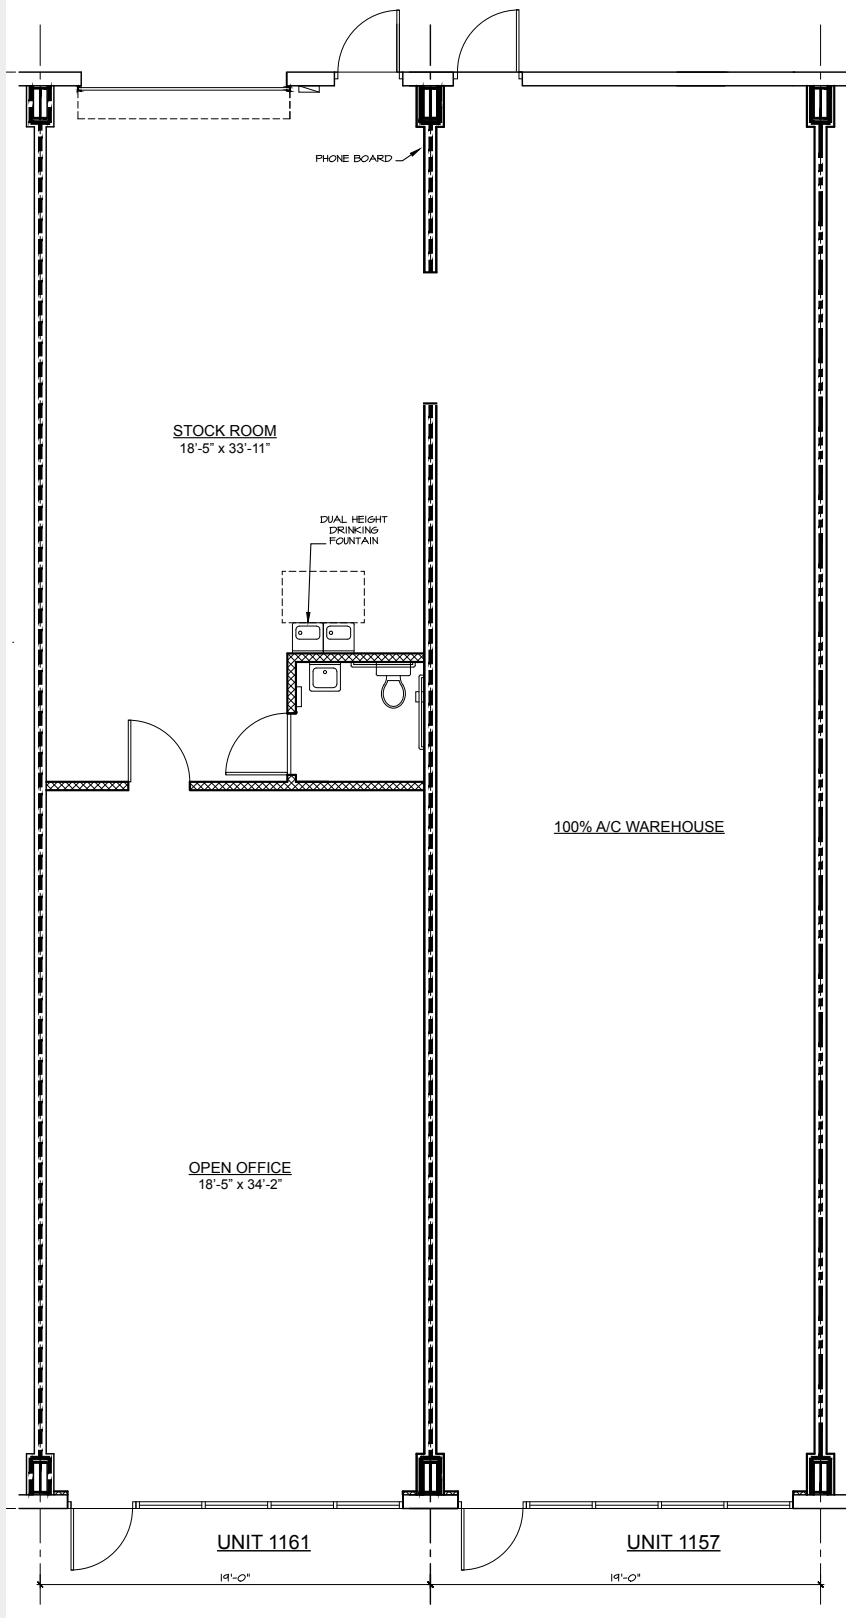 PHONE BOARD
STOCK ROOM
18'-5" x 33'-11"
DUAL HEIGHT
DRINKING
FOUNTAIN
100% A/C WAREHOUSE
OPEN OFFICE
18'-5" x 34'-2"
UNIT 1161
UNIT 1157
19'-0"
19'-0"